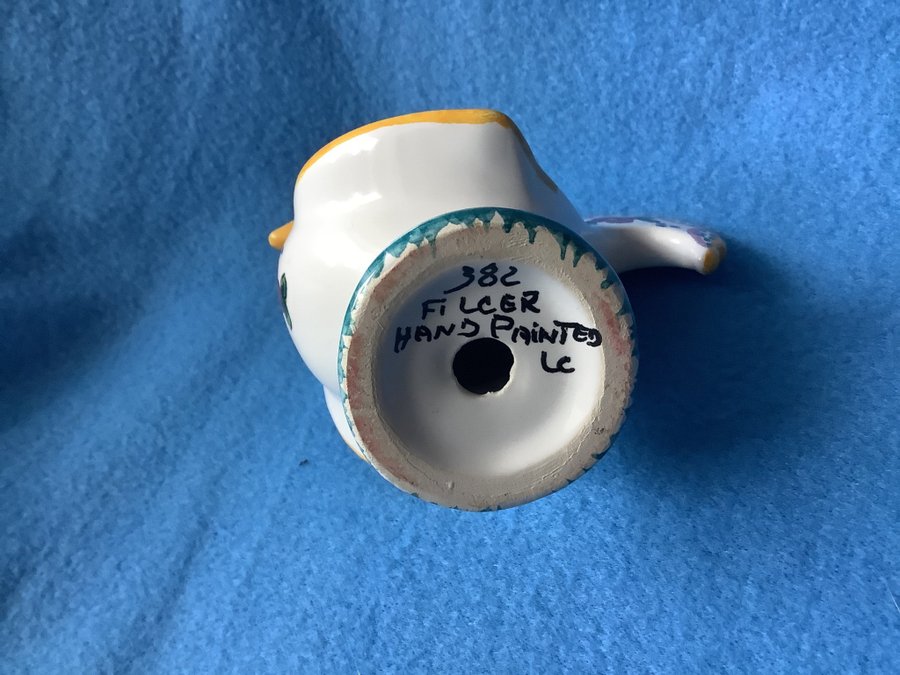 382
FILCER
HAND PAINTED
LC